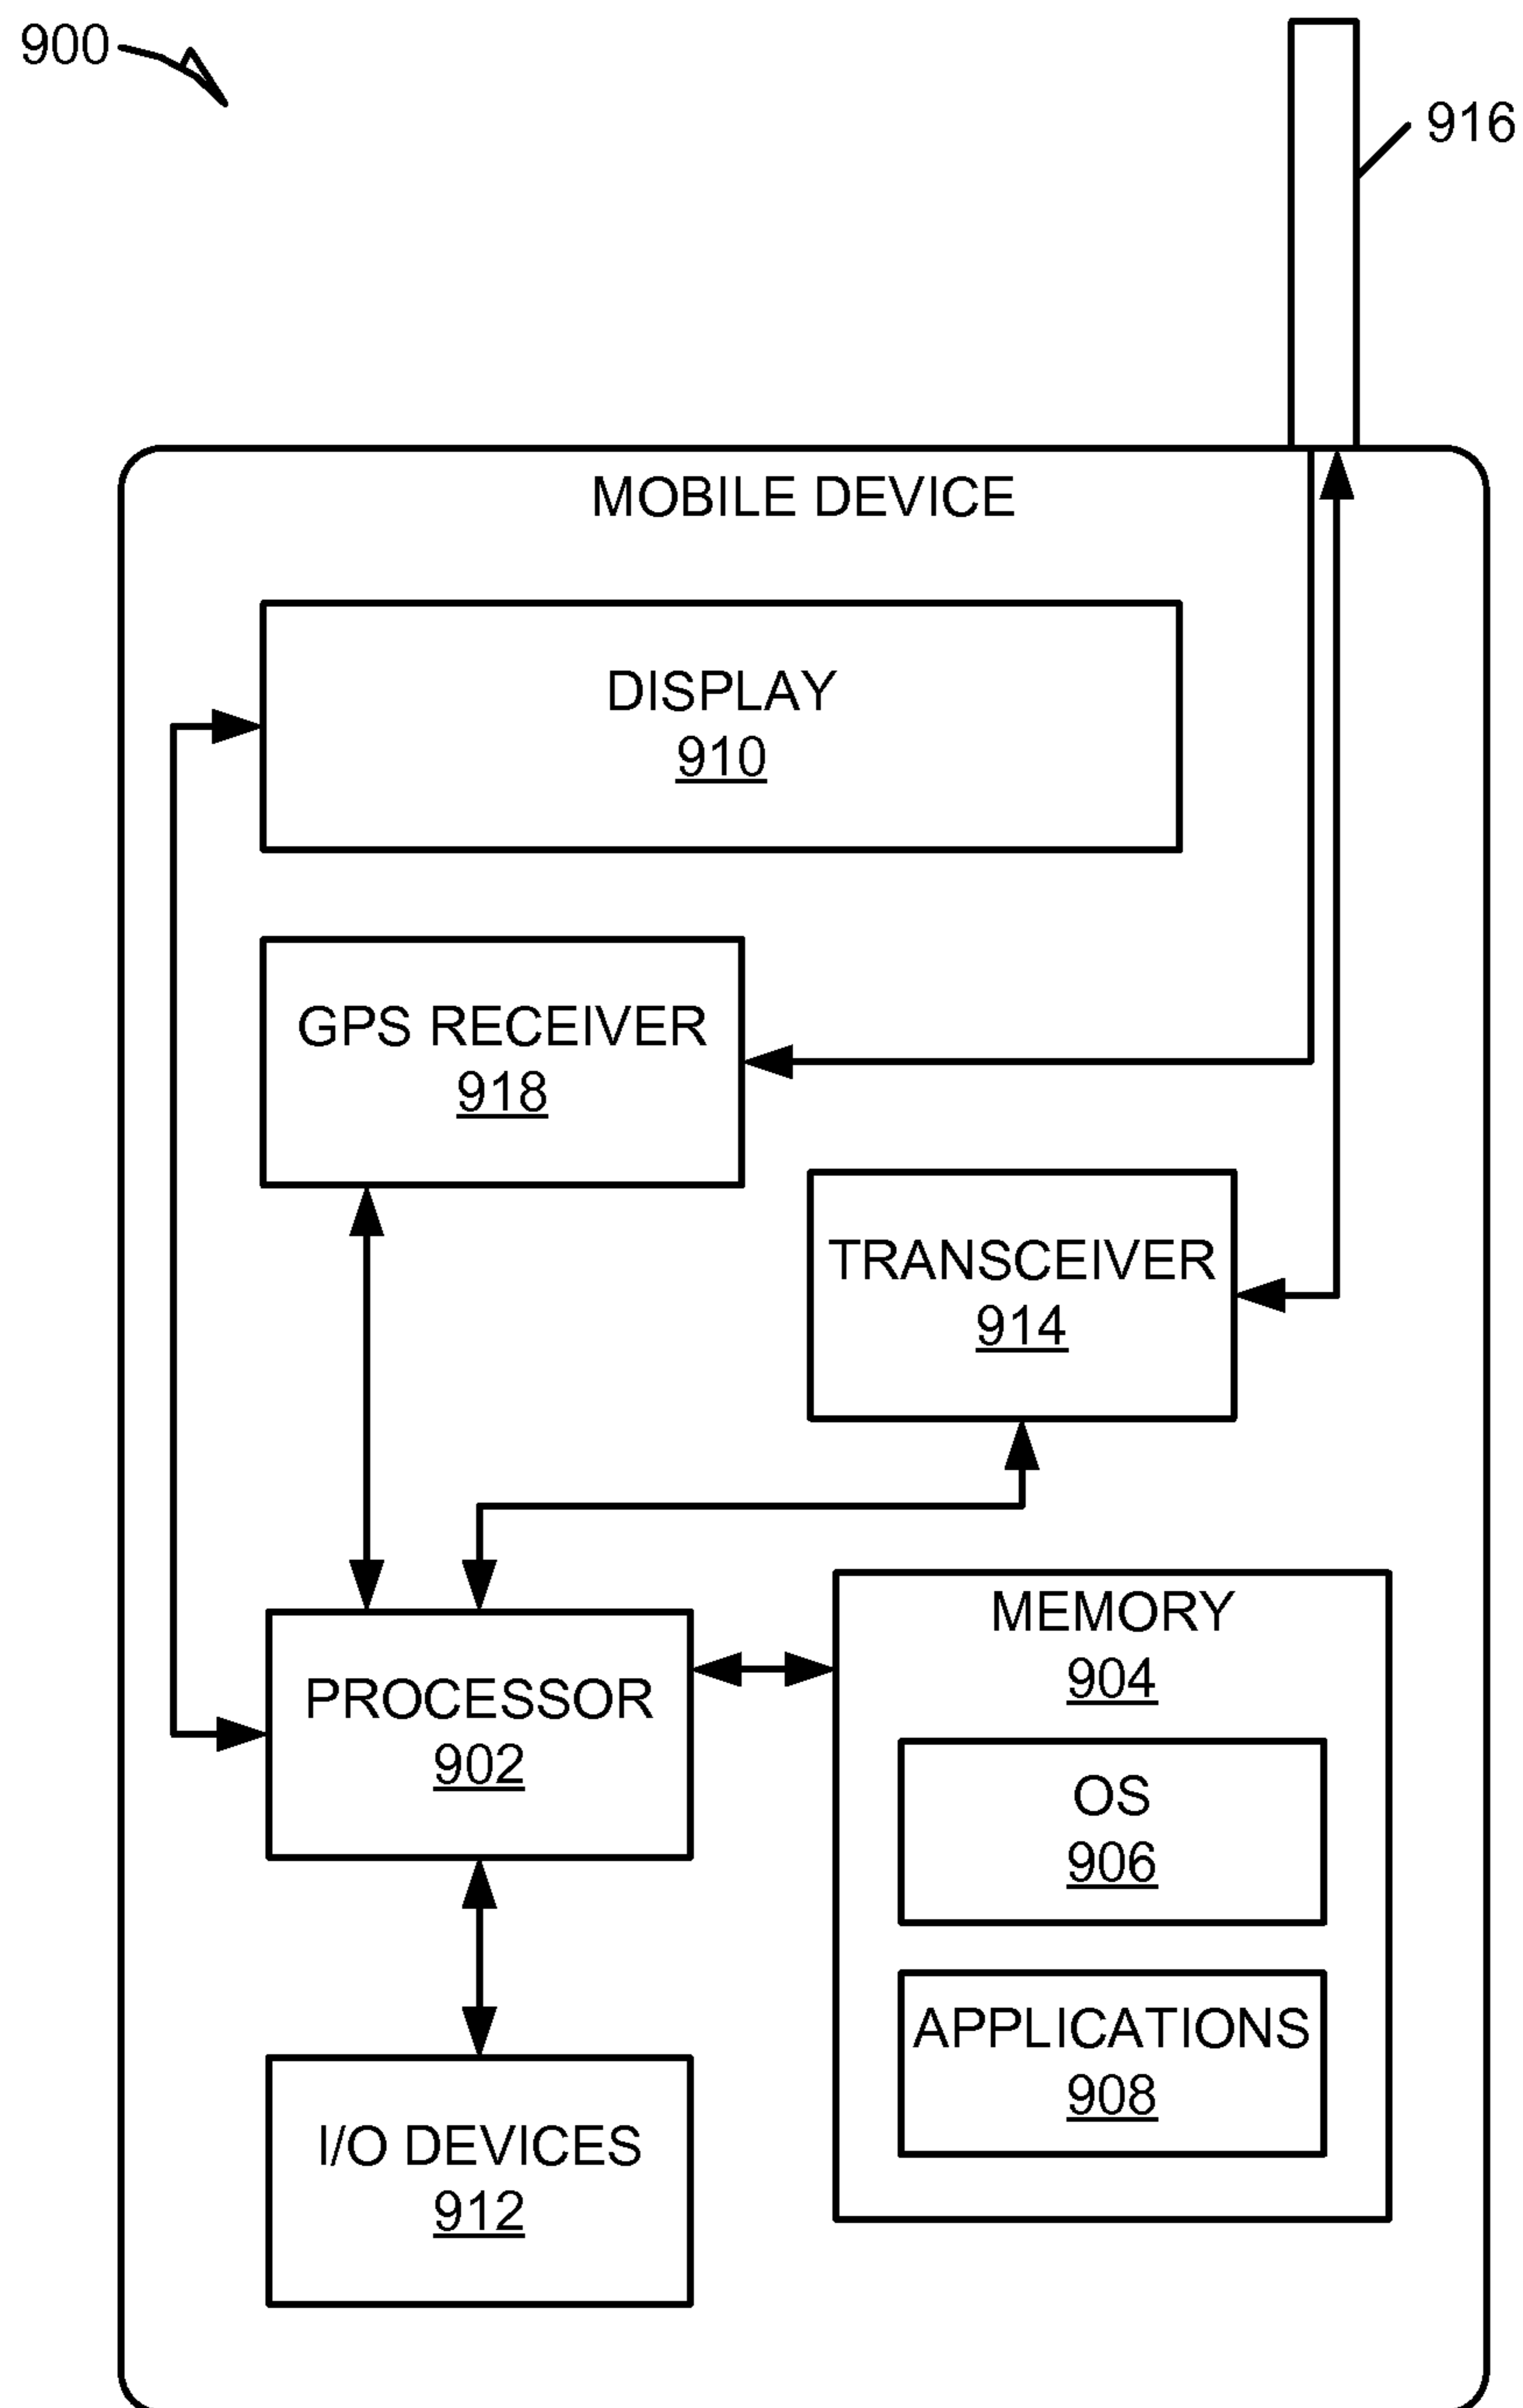 900
916
MOBILE DEVICE
DISPLAY
910
GPS RECEIVER
918
TRANSCEIVER
914
PROCESSOR
902
MEMORY
904
OS
906
APPLICATIONS
908
I/O DEVICES
912